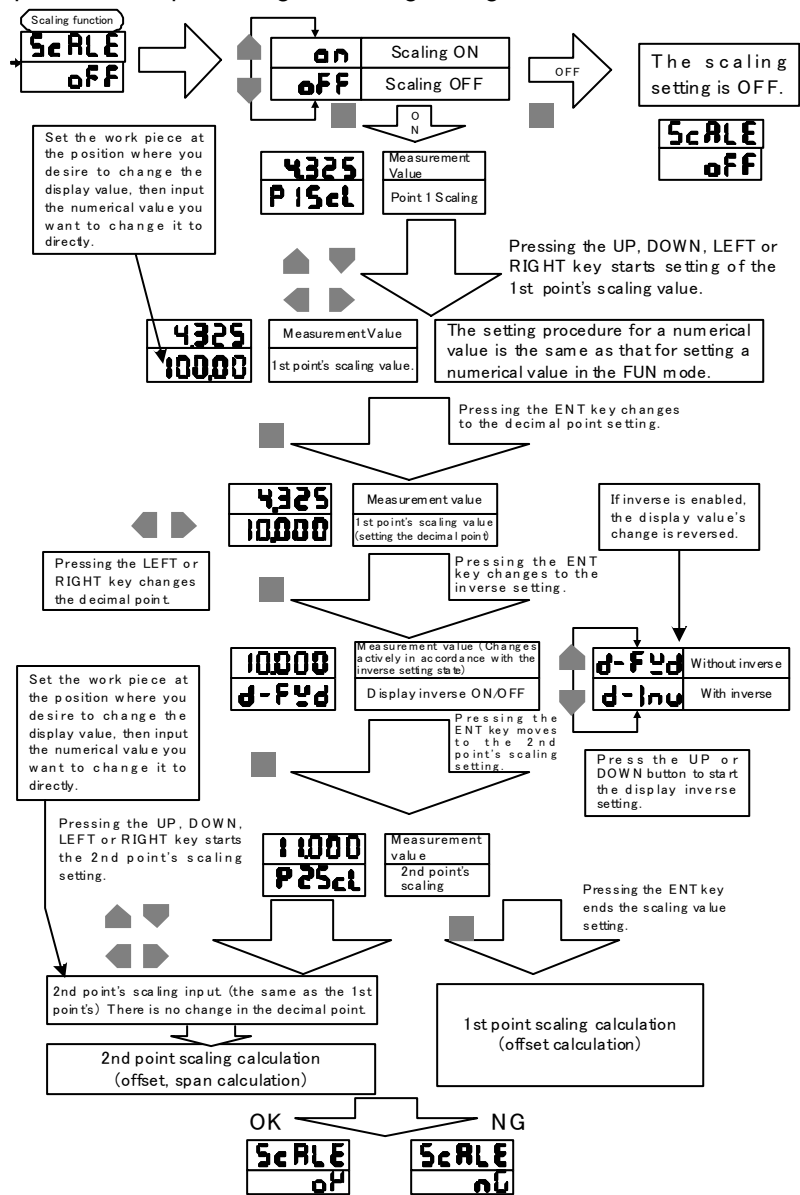 Scaling function
ScALE
oFF
on
Scaling ON
oFF
Scaling OFF
OFF
The scaling
setting is OFF.
ScALE
oFF
O
N
Set the work piece at
the position where you
desire to change the
display value, then input
the numerical value you
want to change it to
directly.
4.325
P1Scl
Measurement
Value
Point 1 Scaling
Pressing the UP, DOWN, LEFT or
RIGHT key starts setting of the
1st point's scaling value.
4.325
100.00
Measurement Value
1st point's scaling value.
The setting procedure for a numerical
value is the same as that for setting a
numerical value in the FUN mode.
Pressing the ENT key changes
to the decimal point setting.
4.325
10.000
Measurement value
1st point's scaling value
(setting the decimal point)
If inverse is enabled,
the display value's
change is reversed.
Pressing the LEFT or
RIGHT key changes
the decimal point.
Pressing the ENT
key changes to the
inverse setting.
10.000
d-Fwd
Measurement value (Changes
actively in accordance with the
inverse setting state)
Display inverse ON/OFF
d-Fwd
Without inverse
d-Inv
With inverse
Set the work piece at
the position where you
desire to change the
display value, then input
the numerical value you
want to change it to
directly.
Pressing the
ENT key moves
to the 2nd
point's scaling
setting.
Press the UP or
DOWN button to start
the display inverse
setting.
Pressing the UP, DOWN,
LEFT or RIGHT key starts
the 2nd point's scaling
setting.
11.000
P2Scl
Measurement
value
2nd point's
scaling
Pressing the ENT key
ends the scaling value
setting.
2nd point's scaling input. (the same as the 1st
point's) There is no change in the decimal point.
1st point scaling calculation
(offset calculation)
2nd point scaling calculation
(offset, span calculation)
OK
NG
ScALE
oK
ScALE
nG